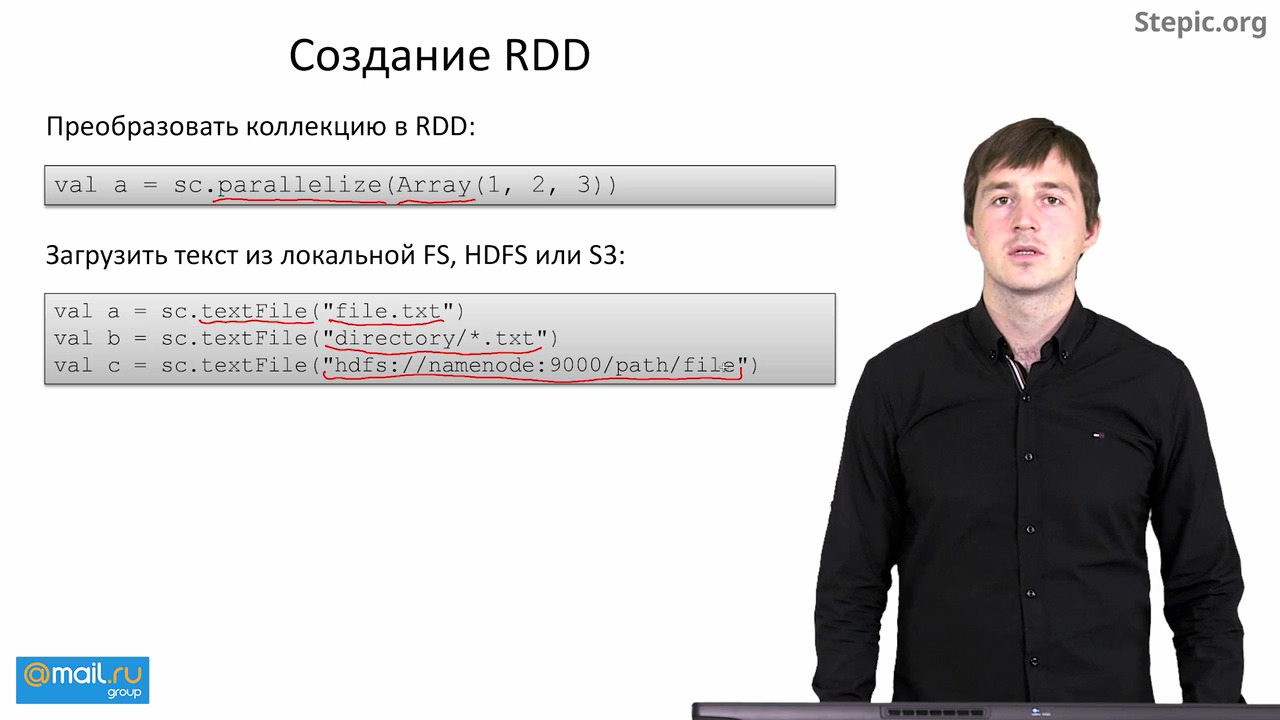 Stepic.org
Создание RDD
Преобразовать коллекцию в RDD:
val a = sc.parallelize(Array(1, 2, 3))
Загрузить текст из локальной FS, HDFS или S3:
val a = sc.textFile("file.txt")
val b = sc.textFile("directory/*.txt")
val c = sc.textFile("hdfs://namenode:9000/path/file")
@mail.ru
group